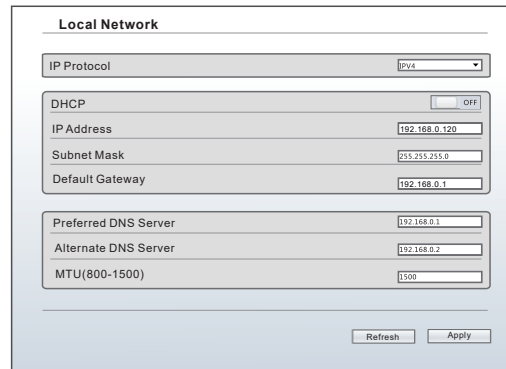 Local Network
IP Protocol IPV4
DHCP OFF
IP Address 192.168.0.120
Subnet Mask 255.255.255.0
Default Gateway 192.168.0.1
Preferred DNS Server 192.168.0.1
Alternate DNS Server 192.168.0.2
MTU(800-1500) 1500
Refresh Apply